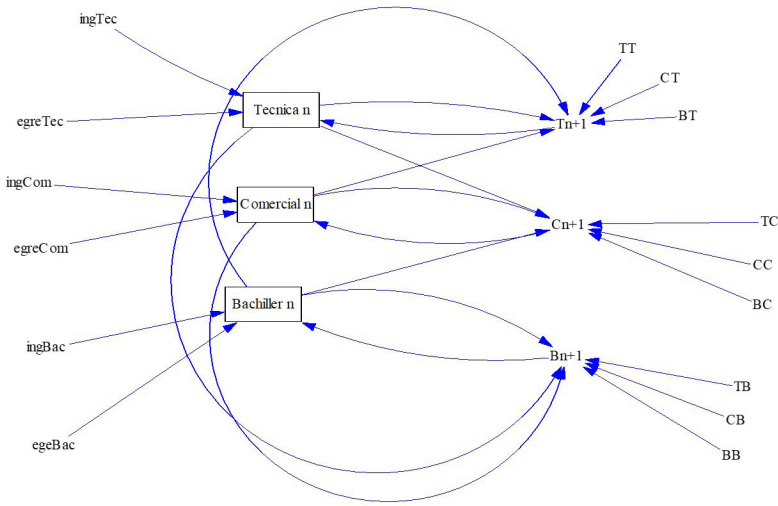 ingTec
TT
CT
Tecnica n
BT
egreTec
Tn+1
ingCom
Comercial n
TC
Cn+1
egreCom
CC
Bachiller n
BC
ingBac
Bn+1
TB
CB
egeBac
BB